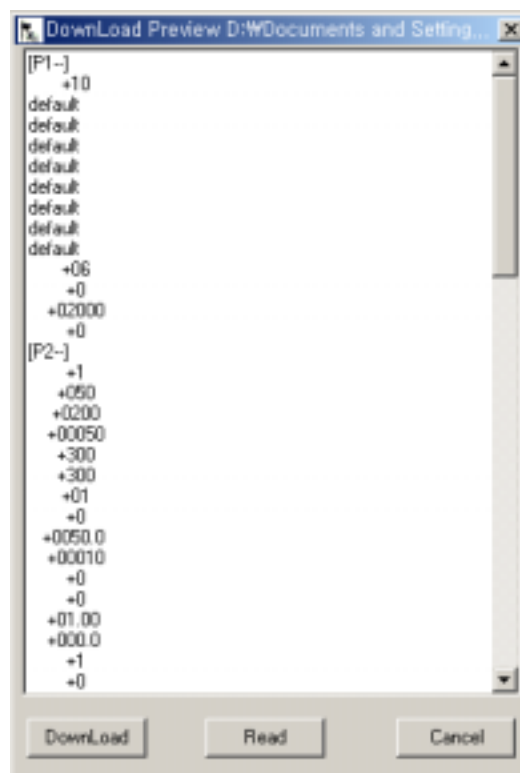 DownLoad Preview D:₩Documents and Setting...
[P1--]
+10
default
default
default
default
default
default
default
default
+06
+0
+02000
+0
[P2--]
+1
+050
+0200
+00050
+300
+300
+01
+0
+0050.0
+00010
+0
+0
+01.00
+000.0
+1
+0
DownLoad
Read
Cancel